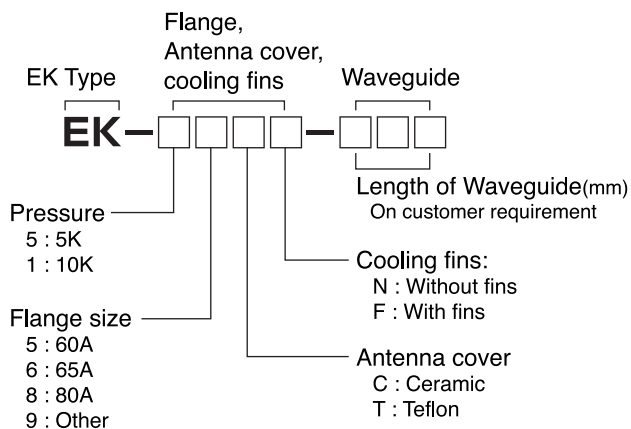 Flange,
Antenna cover,
cooling fins
EK Type
Waveguide
EK-□□□□-□□□
Length of Waveguide(mm)
On customer requirement
Pressure
5 : 5K
1 : 10K
Cooling fins:
N : Without fins
F : With fins
Flange size
5 : 60A
6 : 65A
8 : 80A
9 : Other
Antenna cover
C : Ceramic
T : Teflon